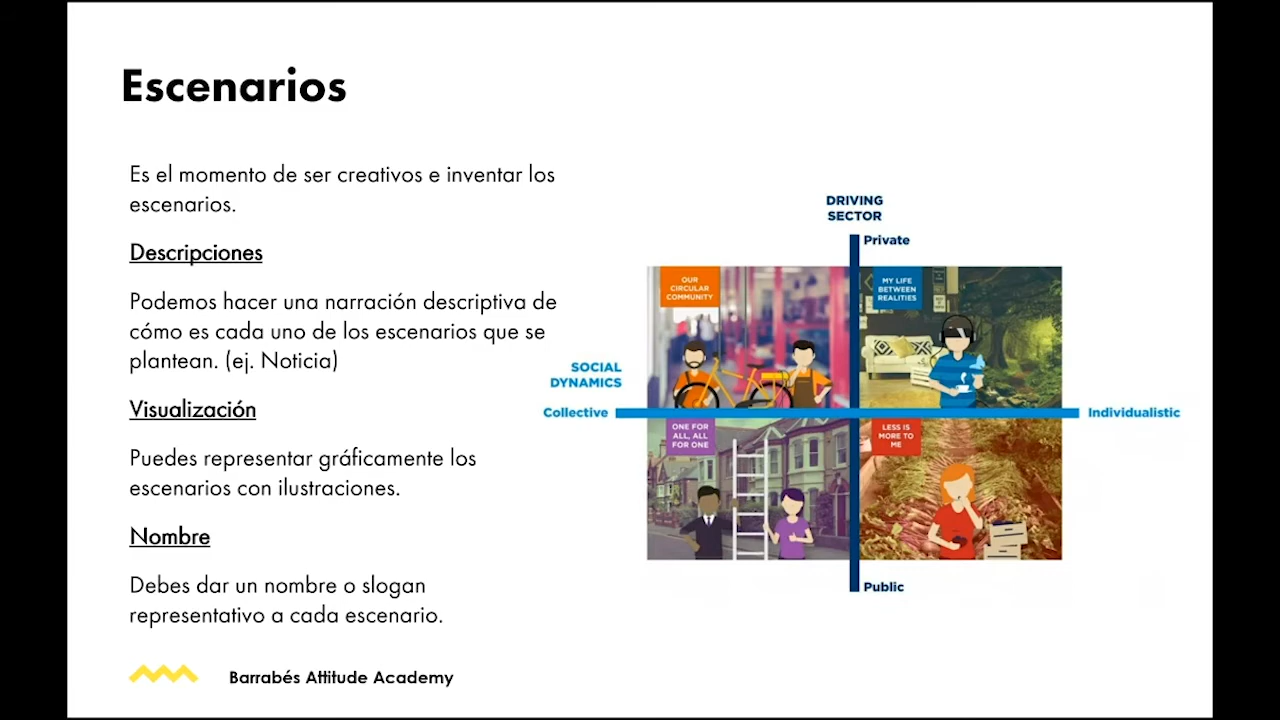 Escenarios
Es el momento de ser creativos e inventar los
escenarios.
Descripciones
Podemos hacer una narración descriptiva de
cómo es cada uno de los escenarios que se
plantean. (ej. Noticia)
Visualización
Puedes representar gráficamente los
escenarios con ilustraciones.
Nombre
Debes dar un nombre o slogan
representativo a cada escenario.
Barrabés Attitude Academy
DRIVING
SECTOR
Private
OUR
CIRCULAR
COMMUNITY
MY LIFE
BETWEEN
REALITIES
SOCIAL
DYNAMICS
Collective
Individualistic
ONE FOR
ALL, ALL
FOR ONE
LESS IS
MORE TO
ME
Public